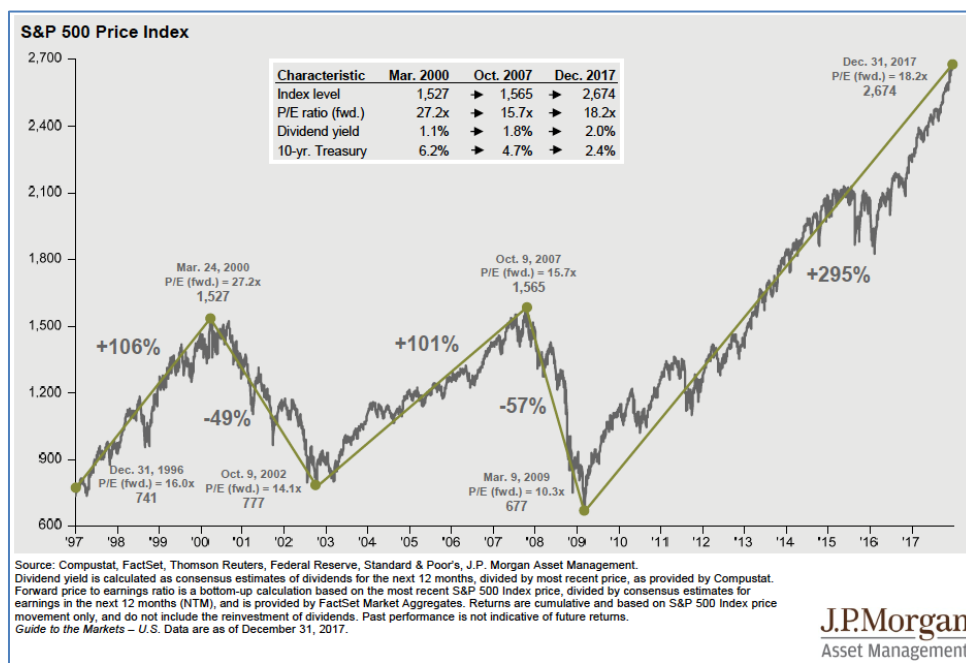 S&P 500 Price Index
2,700
2,400
2,100
1,800
1,500
1,200
900
600
Characteristic Mar. 2000 Oct. 2007 Dec. 2017
Index level 1,527 → 1,565 → 2,674
P/E ratio (fwd.) 27.2x → 15.7x → 18.2x
Dividend yield 1.1% → 1.8% → 2.0%
10-yr. Treasury 6.2% → 4.7% → 2.4%
Dec. 31, 2017
P/E (fwd.) = 18.2x
2,674
Mar. 24, 2000
P/E (fwd.) = 27.2x
1,527
Oct. 9, 2007
P/E (fwd.) = 15.7x
1,565
+106%
-49%
+101%
-57%
+295%
Dec. 31, 1996
P/E (fwd.) = 16.0x
741
Oct. 9, 2002
P/E (fwd.) = 14.1x
777
Mar. 9, 2009
P/E (fwd.) = 10.3x
677
'97 '98 '99 '00 '01 '02 '03 '04 '05 '06 '07 '08 '09 '10 '11 '12 '13 '14 '15 '16 '17
Source: Compustat, FactSet, Thomson Reuters, Federal Reserve, Standard & Poor's, J.P. Morgan Asset Management.
Dividend yield is calculated as consensus estimates of dividends for the next 12 months, divided by most recent price, as provided by Compustat.
Forward price to earnings ratio is a bottom-up calculation based on the most recent S&P 500 Index price, divided by consensus estimates for
earnings in the next 12 months (NTM), and is provided by FactSet Market Aggregates. Returns are cumulative and based on S&P 500 Index price
movement only, and do not include the reinvestment of dividends. Past performance is not indicative of future returns.
Guide to the Markets – U.S. Data are as of December 31, 2017.
J.P.Morgan
Asset Management